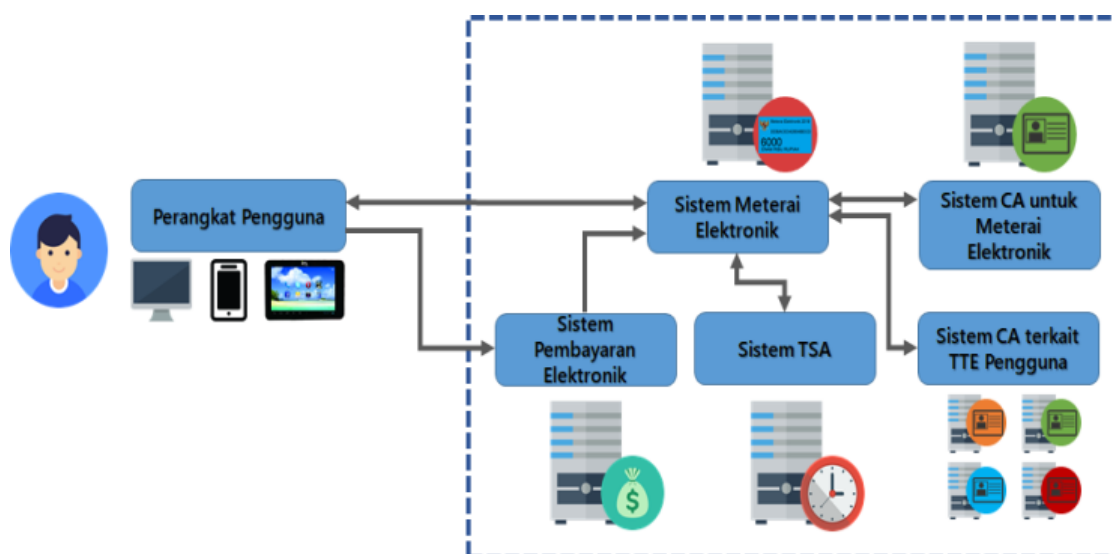 6000
Perangkat Pengguna
Sistem Meterai
Elektronik
Sistem CA untuk
Meterai
Elektronik
Sistem
Pembayaran
Elektronik
Sistem TSA
Sistem CA terkait
TTE Pengguna
$